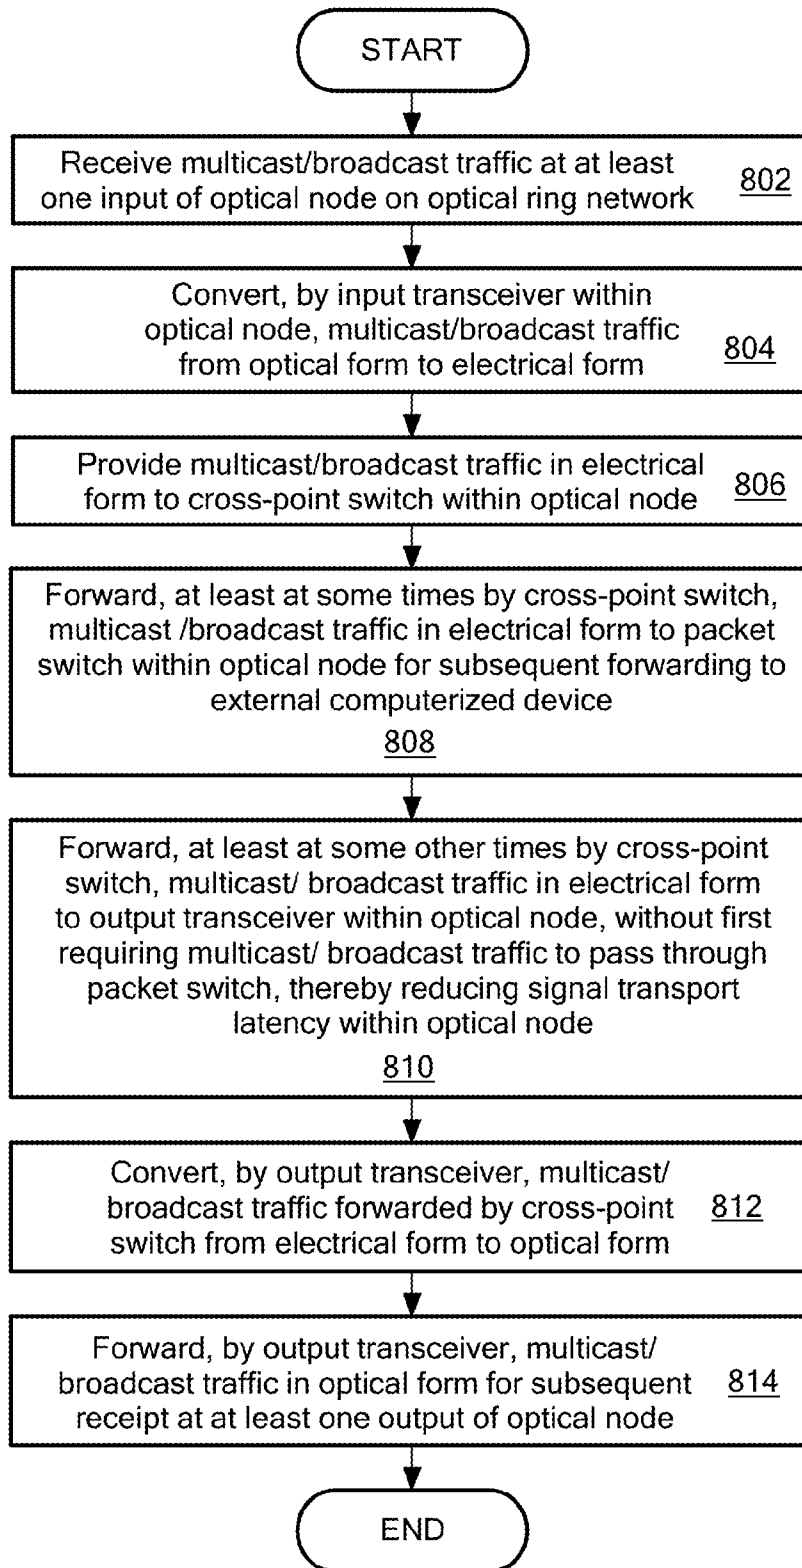 START
Receive multicast/broadcast traffic at at least
one input of optical node on optical ring network
802
Convert, by input transceiver within
optical node, multicast/broadcast traffic
from optical form to electrical form
804
Provide multicast/broadcast traffic in electrical
form to cross-point switch within optical node
806
Forward, at least at some times by cross-point switch,
multicast /broadcast traffic in electrical form to packet
switch within optical node for subsequent forwarding to
external computerized device
808
Forward, at least at some other times by cross-point
switch, multicast/ broadcast traffic in electrical form
to output transceiver within optical node, without first
requiring multicast/ broadcast traffic to pass through
packet switch, thereby reducing signal transport
latency within optical node
810
Convert, by output transceiver, multicast/
broadcast traffic forwarded by cross-point
switch from electrical form to optical form
812
Forward, by output transceiver, multicast/
broadcast traffic in optical form for subsequent
receipt at at least one output of optical node
814
END